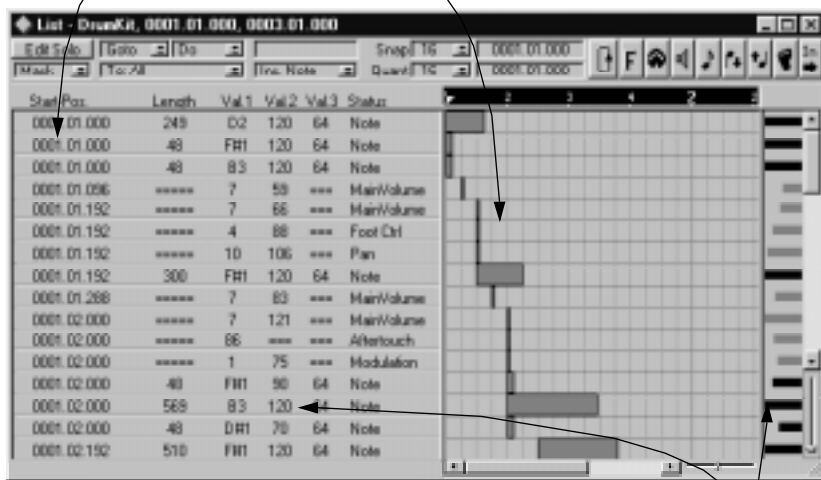 List - DrumKit, 0001.01.000, 0003.01.000
Edit Solo Goto Do Snap 16 0001.01.000
Mask To: All Ins. Note Quant 16 0001.01.000
F In
Start-Pos. Length Val.1 Val.2 Val.3 Status
2 3 4 2 3
0001.01.000 249 D2 120 64 Note
0001.01.000 48 F#1 120 64 Note
0001.01.000 48 B3 120 64 Note
0001.01.096 ===== 7 59 === MainVolume
0001.01.192 ===== 7 66 === MainVolume
0001.01.192 ===== 4 88 === Foot Ctrl
0001.01.192 ===== 10 106 === Pan
0001.01.192 300 F#1 120 64 Note
0001.01.288 ===== 7 83 === MainVolume
0001.02.000 ===== 7 121 === MainVolume
0001.02.000 ===== 86 === === Aftertouch
0001.02.000 ===== 1 75 === Modulation
0001.02.000 48 F#1 90 64 Note
0001.02.000 569 B3 120 64 Note
0001.02.000 48 D#1 70 64 Note
0001.02.192 510 F#1 120 64 Note